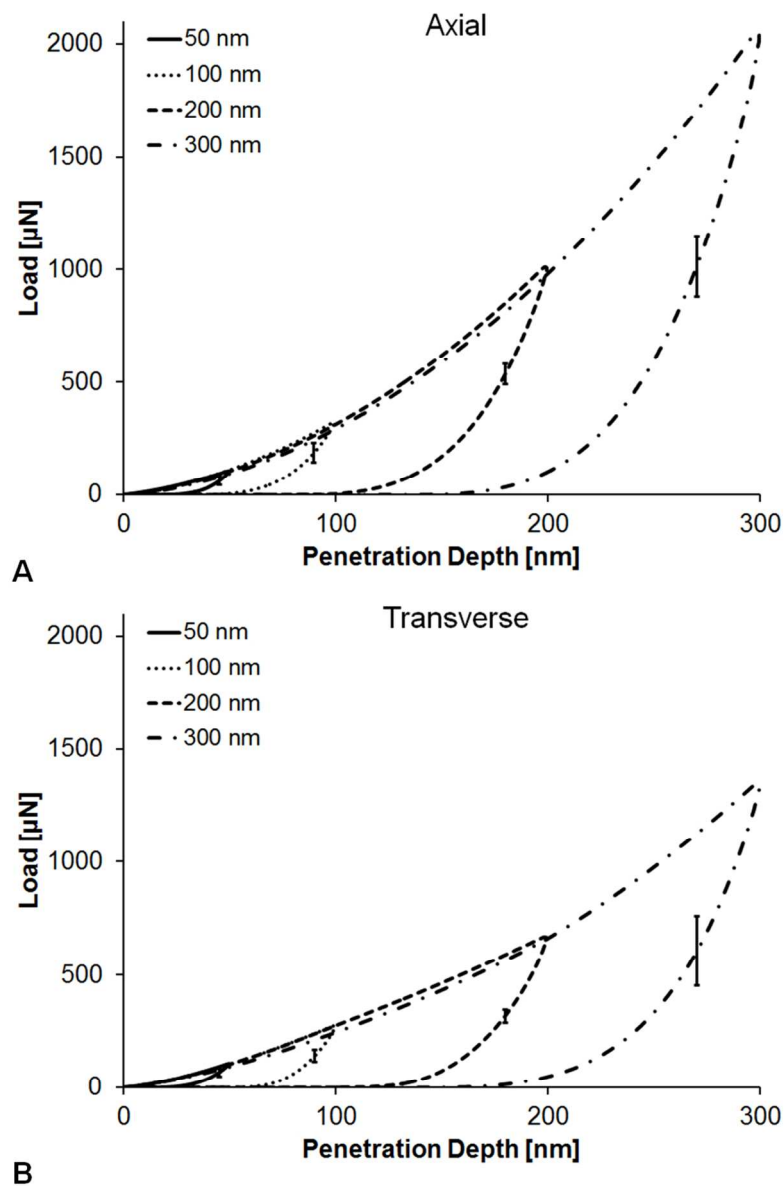 Axial
50 nm
100 nm
200 nm
300 nm
2000
1500
1000
500
0
Load [µN]
0 100 200 300
Penetration Depth [nm]
A
Transverse
50 nm
100 nm
200 nm
300 nm
2000
1500
1000
500
0
Load [µN]
0 100 200 300
Penetration Depth [nm]
B